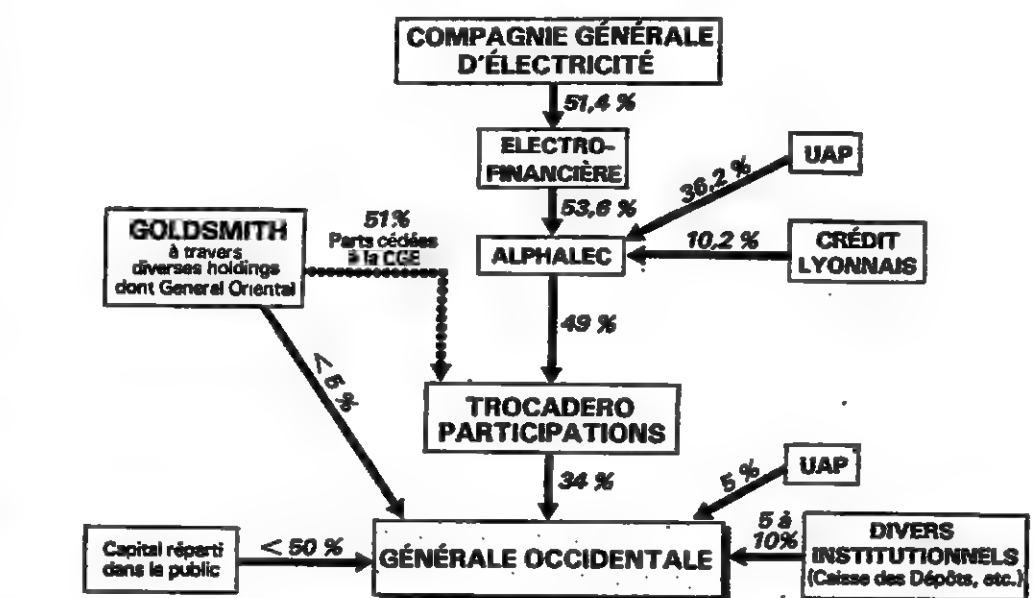 COMPAGNIE GÉNÉRALE
D'ÉLECTRICITÉ
51,4 %
ELECTRO-
FINANCIÈRE
UAP
36,2 %
53,6 %
GOLDSMITH
à travers
diverses holdings
dont General Oriental
51%
Parts cédées
à la CGE
ALPHALEC
10,2 %
CRÉDIT
LYONNAIS
49 %
< 5 %
TROCADERO
PARTICIPATIONS
34 %
5 %
UAP
Capital réparti
dans le public
< 50 %
GÉNÉRALE OCCIDENTALE
5 à
10%
DIVERS
INSTITUTIONNELS
(Caisse des Dépôts, etc.)